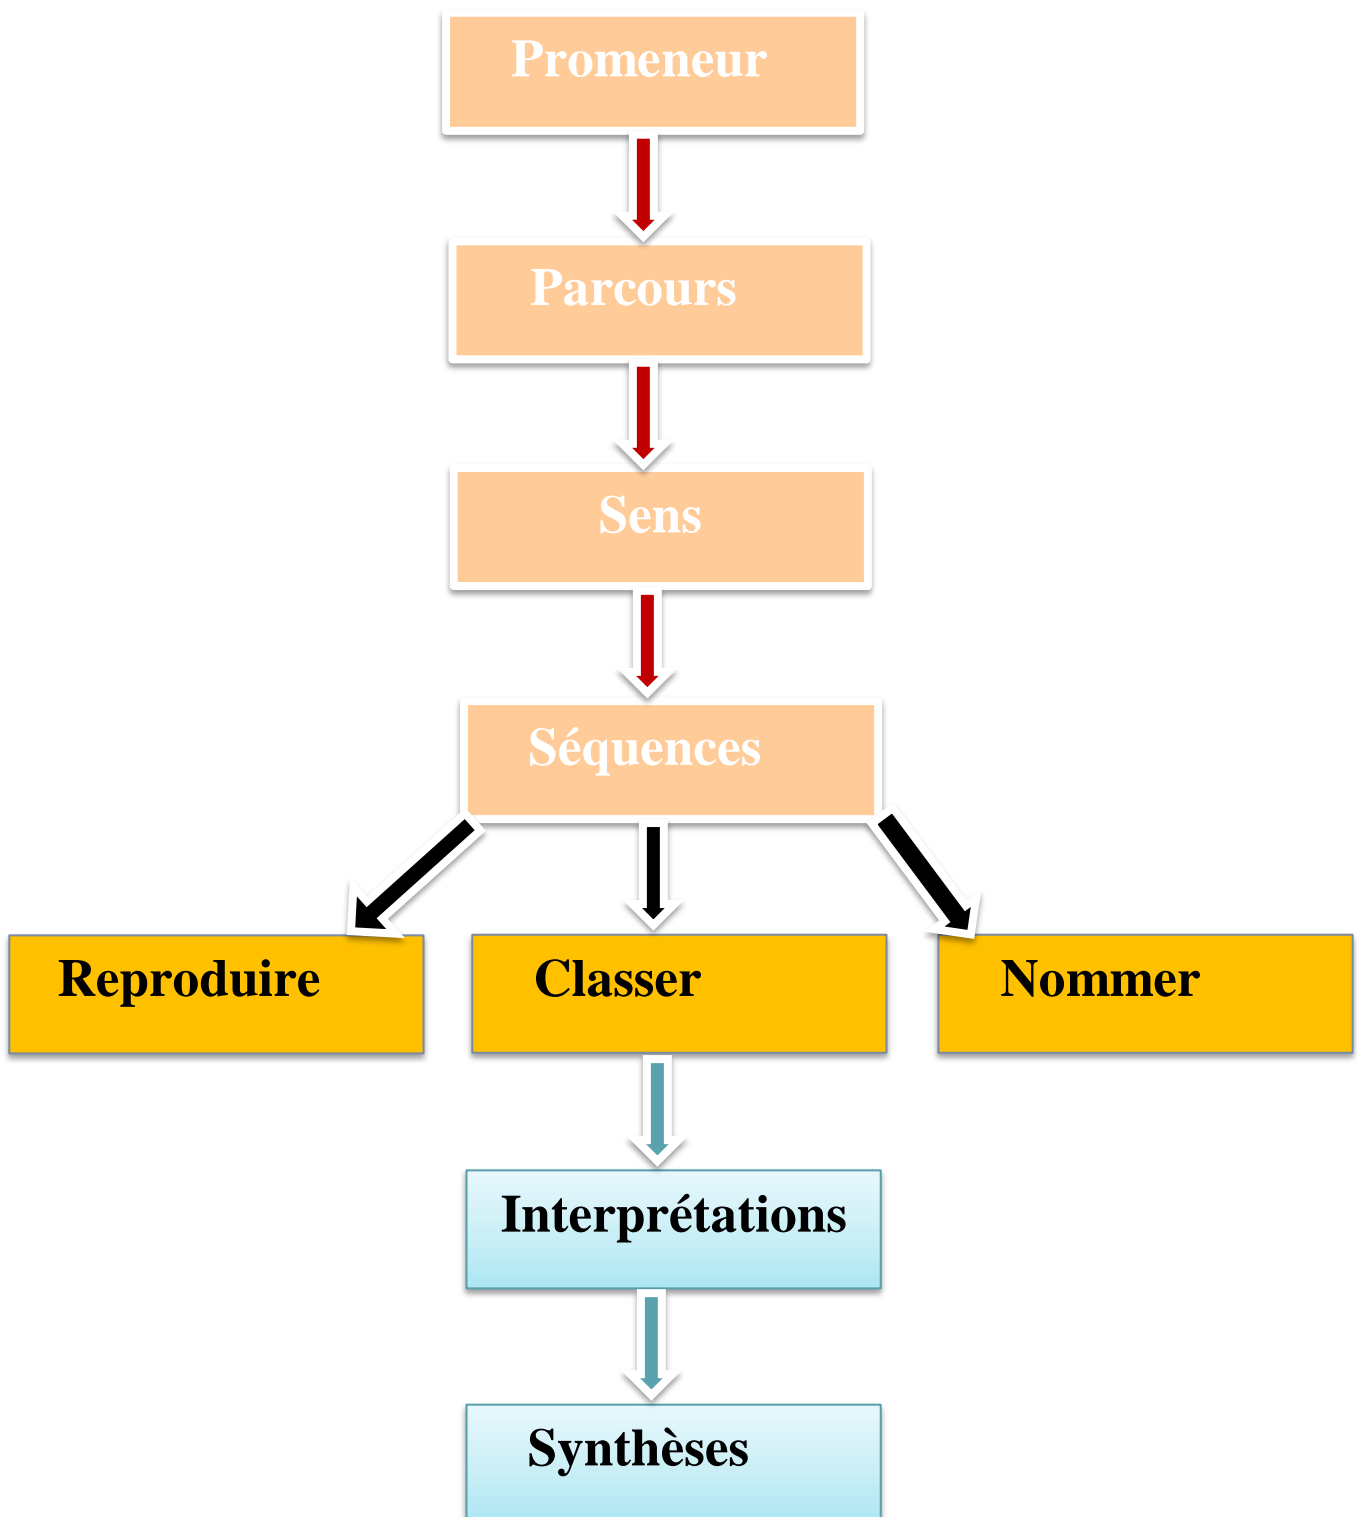 Promeneur
Parcours
Sens
Séquences
Reproduire
Classer
Nommer
Interprétations
Synthèses